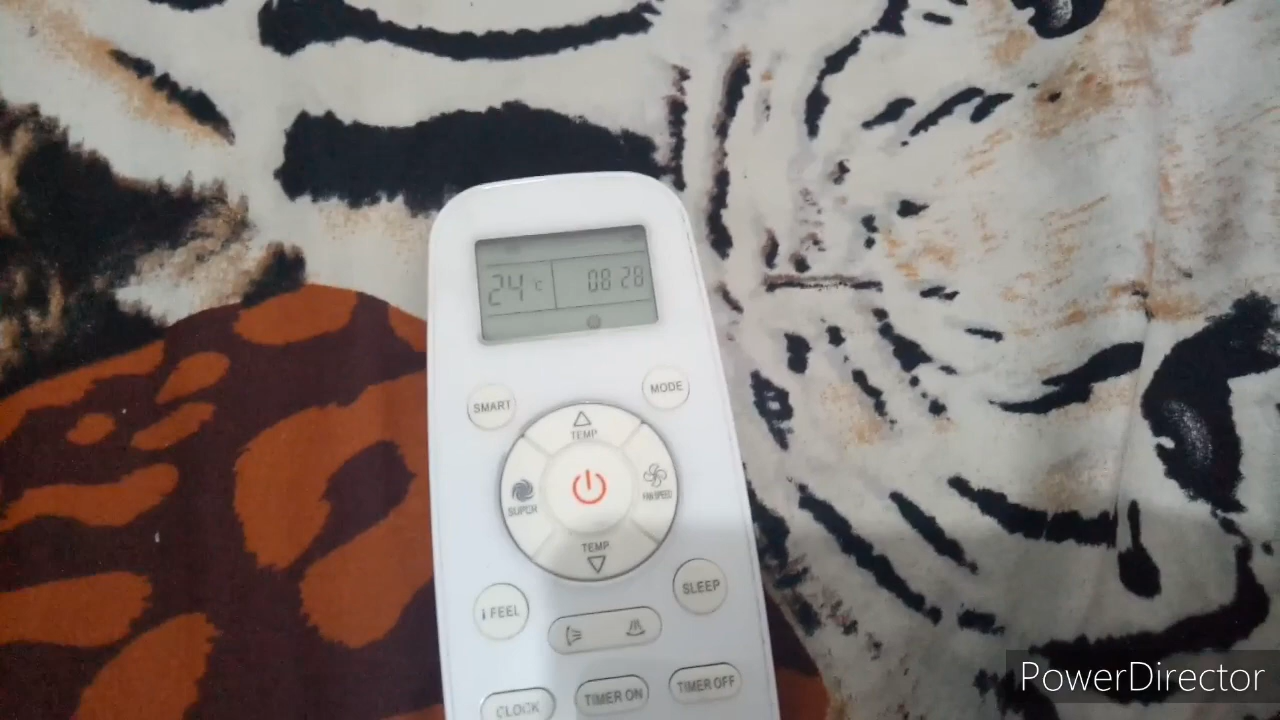 24 °C 08 28
SMART
MODE
TEMP
SUPER
FAN SPEED
TEMP
I FEEL
SLEEP
CLOCK
TIMER ON
TIMER OFF
PowerDirector